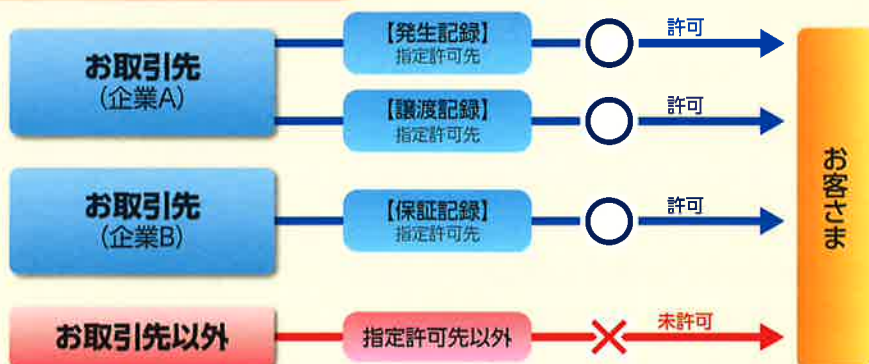 お取引先
(企業A)
【発生記録】
指定許可先
許可
【譲渡記録】
指定許可先
許可
お取引先
(企業B)
【保証記録】
指定許可先
許可
お取引先以外
指定許可先以外
未許可
お客さま